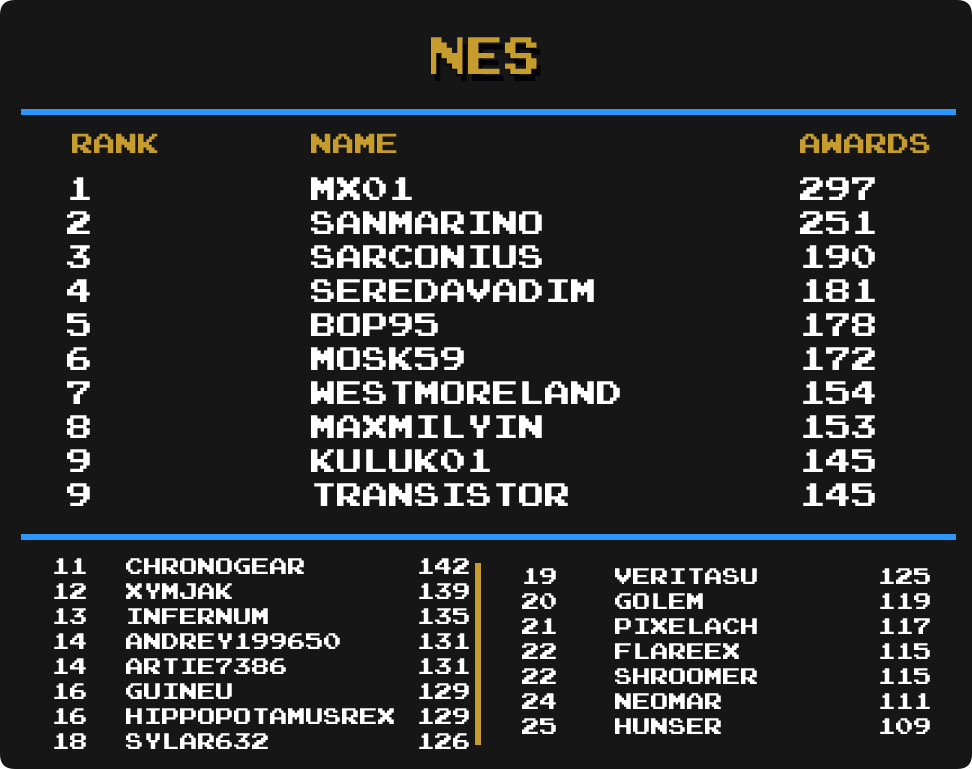 NES
RANK NAME AWARDS
1 MX01 297
2 SANMARINO 251
3 SARCONIUS 190
4 SEREDAVADIM 181
5 BOP95 178
6 MOSK59 172
7 WESTMORELAND 154
8 MAXMILYIN 153
9 KULUK01 145
9 TRANSISTOR 145
11 CHRONOGEAR 142
12 XYMJAK 139
13 INFERNUM 135
14 ANDREY199650 131
14 ARTIE7386 131
16 GUINEU 129
16 HIPPOPOTAMUSREX 129
18 SYLAR632 126
19 VERITASU 125
20 GOLEM 119
21 PIXELACH 117
22 FLAREEX 115
22 SHROOMER 115
24 NEOMAR 111
25 HUNSER 109